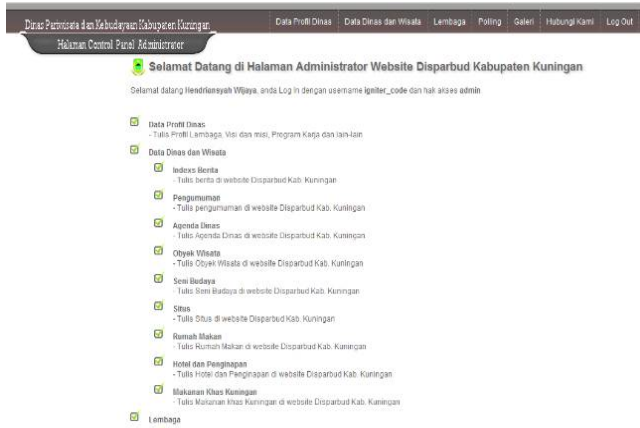 Dinas Pariwisata dan Kebudayaan Kabupaten Kuningan
Data Profil Dinas Data Dinas dan Wisata Lembaga Polling Galeri Hubungi Kami Log Out
Halaman Control Panel Administrator
Selamat Datang di Halaman Administrator Website Disparbud Kabupaten Kuningan
Selamat datang Hendriansyah Wijaya, anda Log In dengan username igniter_code dan hak akses admin
Data Profil Dinas
- Tulis Profil Lembaga, Visi dan misi, Program Kerja dan lain-lain
Data Dinas dan Wisata
Indexs Berita
- Tulis berita di website Disparbud Kab. Kuningan
Pengumuman
- Tulis pengumuman di website Disparbud Kab. Kuningan
Agenda Dinas
- Tulis Agenda Dinas di website Disparbud Kab. Kuningan
Obyek Wisata
- Tulis Obyek Wisata di website Disparbud Kab. Kuningan
Seni Budaya
- Tulis Seni Budaya di website Disparbud Kab. Kuningan
Situs
- Tulis Situs di website Disparbud Kab. Kuningan
Rumah Makan
- Tulis Rumah Makan di website Disparbud Kab. Kuningan
Hotel dan Penginapan
- Tulis Hotel dan Penginapan di website Disparbud Kab. Kuningan
Makanan Khas Kuningan
- Tulis Makanan khas Kuningan di website Disparbud Kab. Kuningan
Lembaga